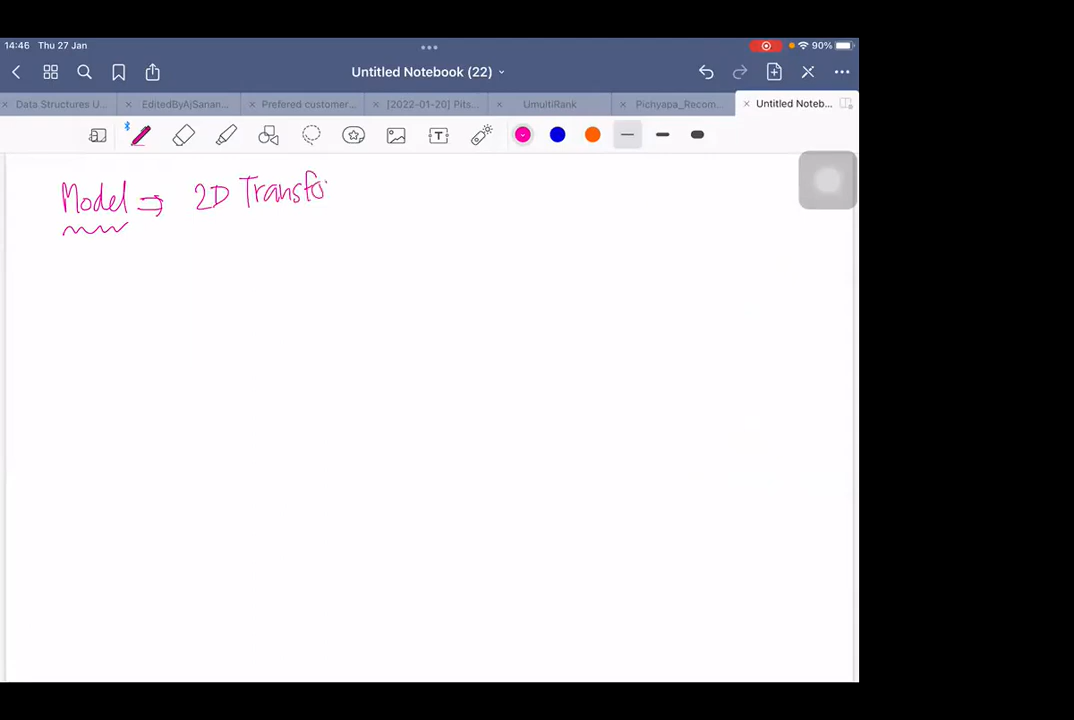 14:46 Thu 27 Jan 90%
Untitled Notebook (22)
Data Structures U... EditedByAjSanan... Prefered customer... [2022-01-20] Pits... UmultiRank Pichyapa_Recom... Untitled Noteb...
T
Model ⇒ 2D Transfo